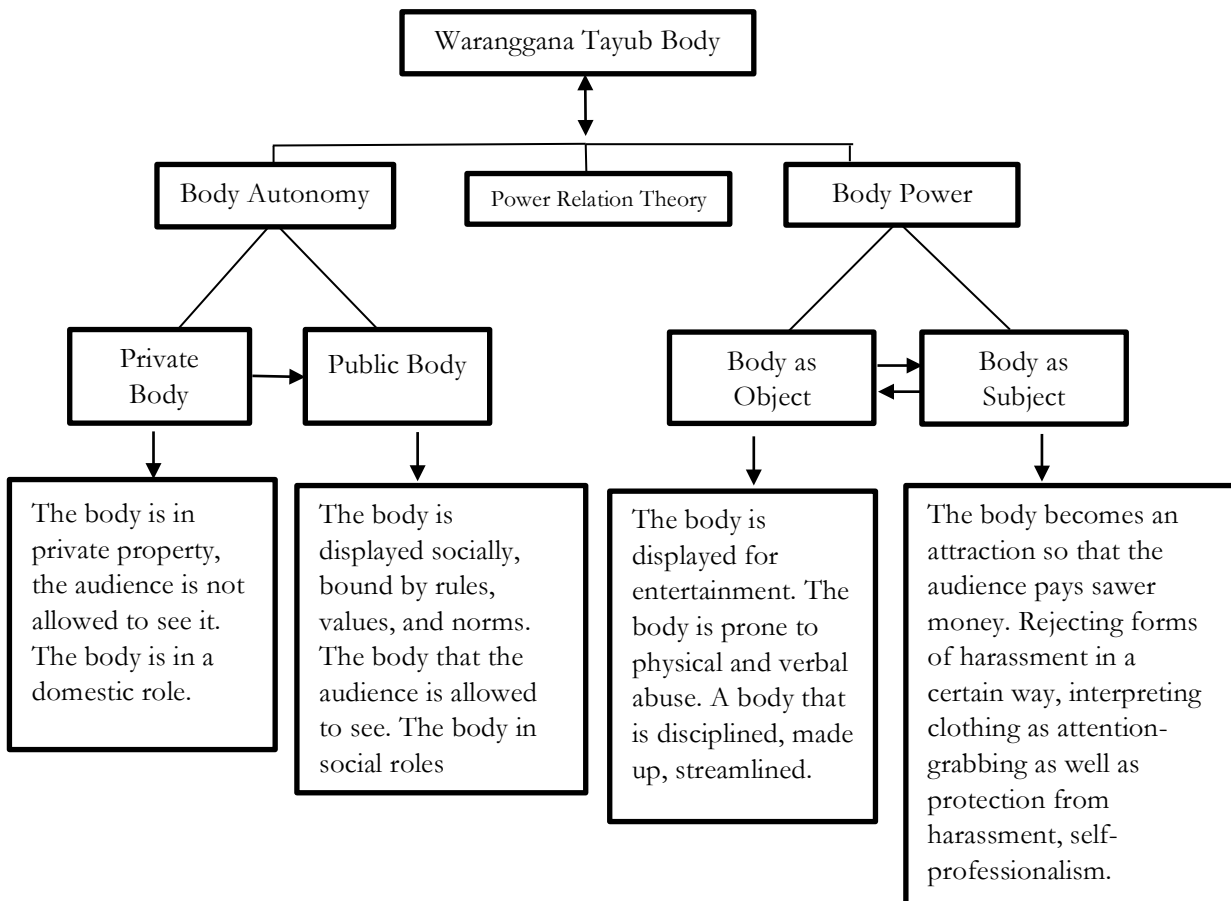 Waranggana Tayub Body
Body Autonomy
Power Relation Theory
Body Power
Private
Body
Public Body
Body as
Object
Body as
Subject
The body is in
private property,
the audience is not
allowed to see it.
The body is in a
domestic role.
The body is
displayed socially,
bound by rules,
values, and norms.
The body that the
audience is allowed
to see. The body in
social roles
The body is
displayed for
entertainment. The
body is prone to
physical and verbal
abuse. A body that
is disciplined, made
up, streamlined.
The body becomes an
attraction so that the
audience pays sawer
money. Rejecting forms
of harassment in a
certain way, interpreting
clothing as attention-
grabbing as well as
protection from
harassment, self-
professionalism.